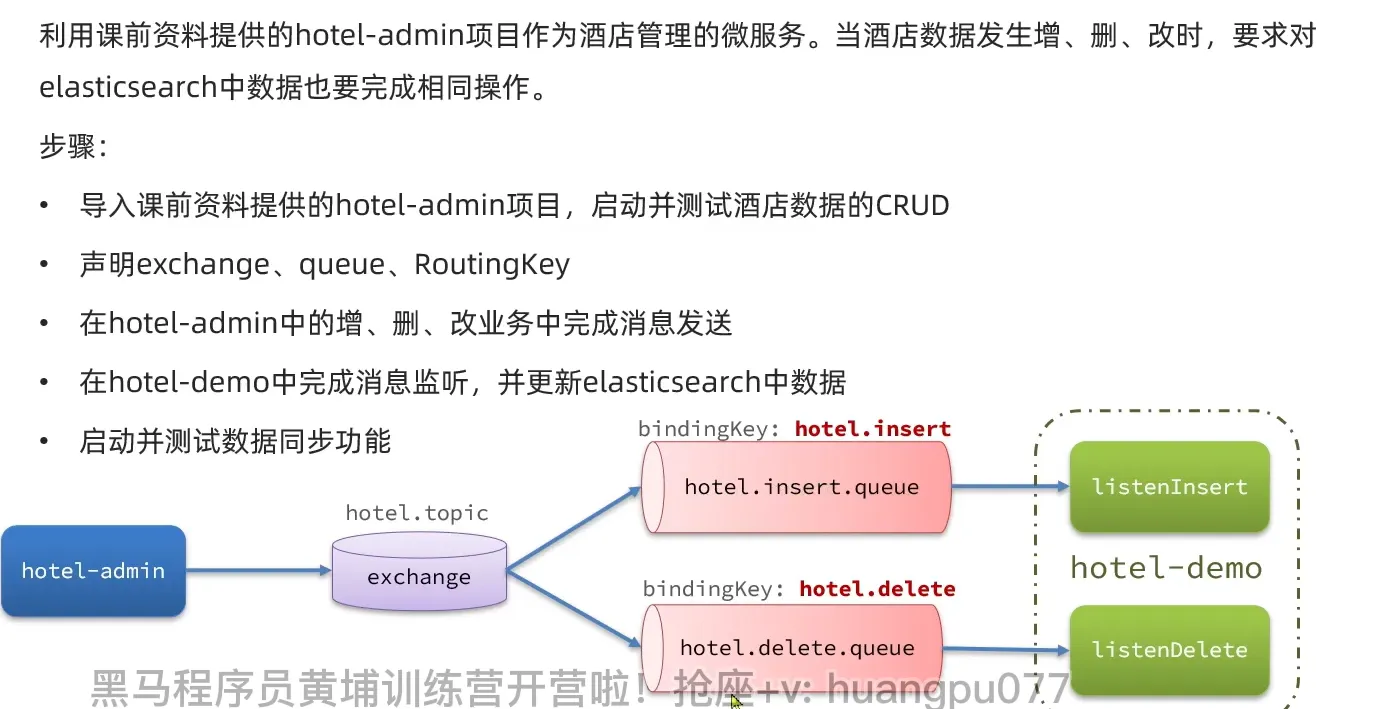 利用课前资料提供的hotel-admin项目作为酒店管理的微服务。当酒店数据发生增、删、改时，要求对
elasticsearch中数据也要完成相同操作。
步骤：
• 导入课前资料提供的hotel-admin项目，启动并测试酒店数据的CRUD
• 声明exchange、queue、RoutingKey
• 在hotel-admin中的增、删、改业务中完成消息发送
• 在hotel-demo中完成消息监听，并更新elasticsearch中数据
• 启动并测试数据同步功能
bindingKey: hotel.insert
hotel.insert.queue
listenInsert
hotel.topic
hotel-admin
exchange
hotel-demo
bindingKey: hotel.delete
hotel.delete.queue
listenDelete
黑马程序员黄埔训练营开营啦！抢座+v: huangpu077